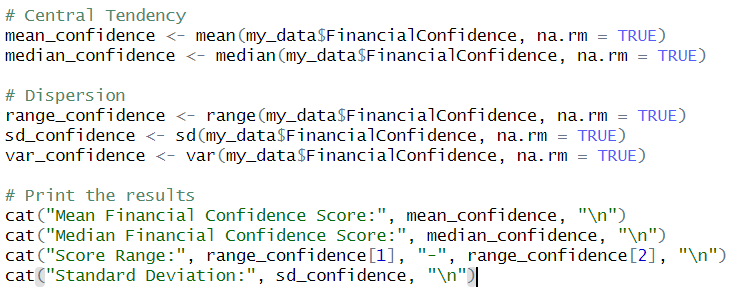 # Central Tendency
mean_confidence <- mean(my_data$FinancialConfidence, na.rm = TRUE)
median_confidence <- median(my_data$FinancialConfidence, na.rm = TRUE)
# Dispersion
range_confidence <- range(my_data$FinancialConfidence, na.rm = TRUE)
sd_confidence <- sd(my_data$FinancialConfidence, na.rm = TRUE)
var_confidence <- var(my_data$FinancialConfidence, na.rm = TRUE)
# Print the results
cat("Mean Financial Confidence Score:", mean_confidence, "\n")
cat("Median Financial Confidence Score:", median_confidence, "\n")
cat("Score Range:", range_confidence[1], "-", range_confidence[2], "\n")
cat("Standard Deviation:", sd_confidence, "\n")